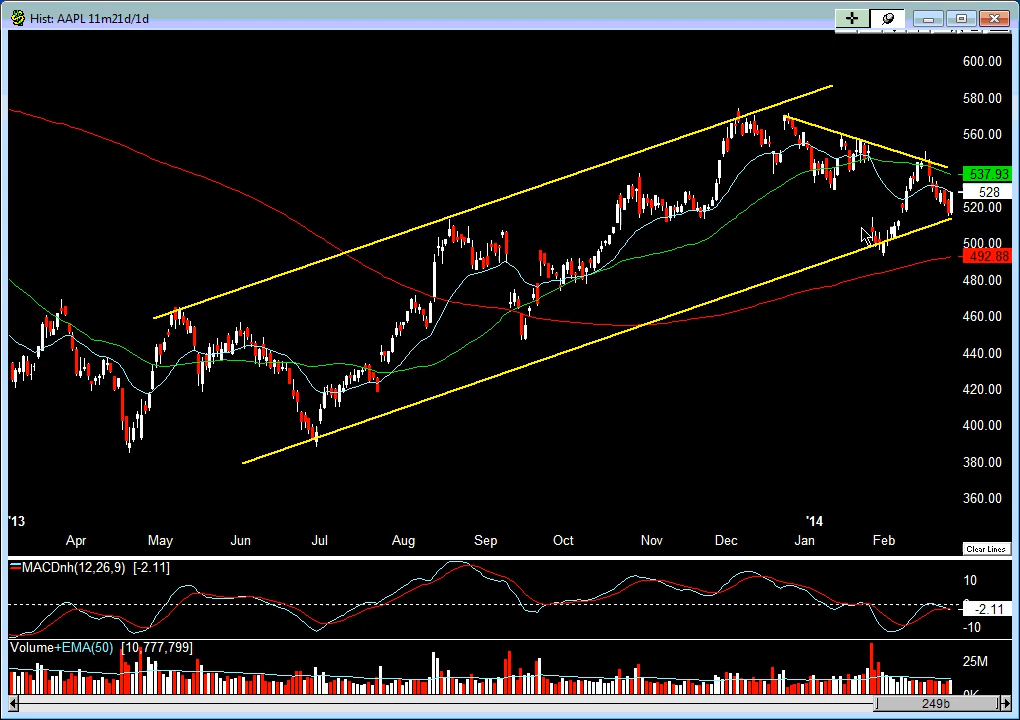 Hist: AAPL 11m21d/1d
600.00
580.00
560.00
537.93
528
520.00
500.00
492.88
480.00
460.00
440.00
420.00
400.00
380.00
360.00
'13
'14
Apr May Jun Jul Aug Sep Oct Nov Dec Jan Feb
Clear Lines
MACDnh(12,26,9) [-2.11]
10
-2.11
-10
Volume+EMA(50) [10,777,799]
25M
0K
249b